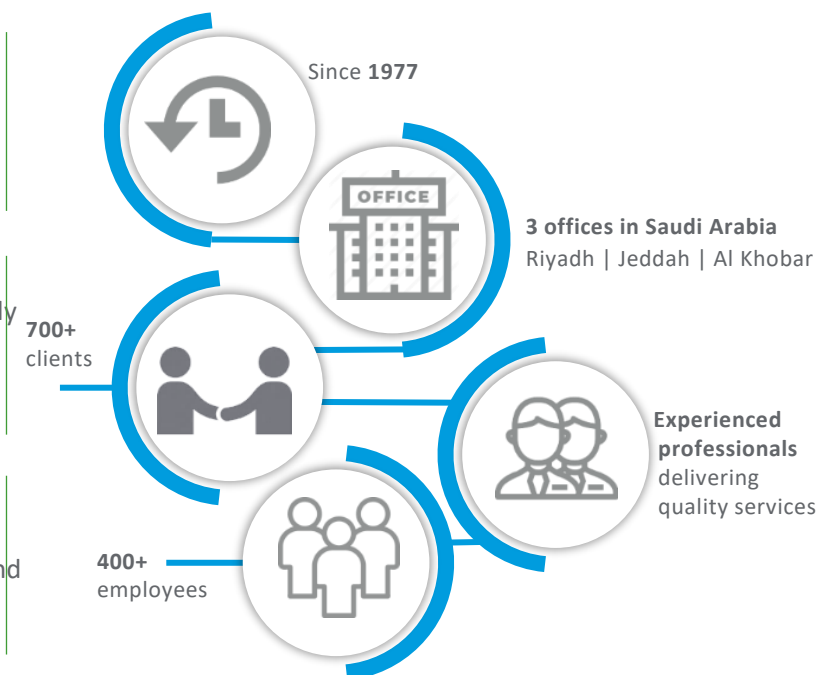 Since 1977
OFFICE
3 offices in Saudi Arabia
Riyadh | Jeddah | Al Khobar
700+
clients
Experienced
professionals
delivering
quality services
400+
employees